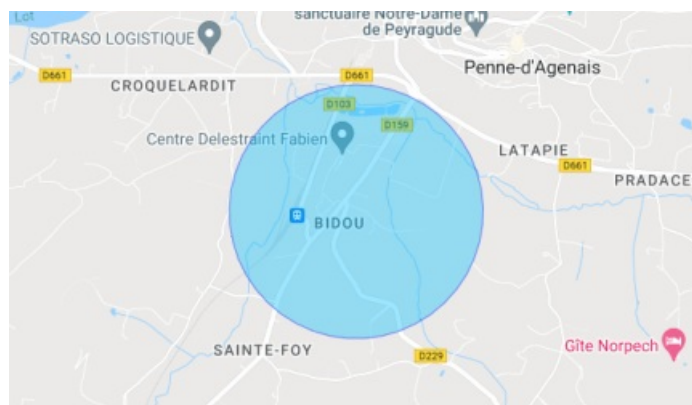 Lot
sanctuaire Notre-Dame
de Peyragude
SOTRASO LOGISTIQUE
Penne-d'Agenais
D661
D661
CROQUELARDIT
D103
D159
Centre Delestraint Fabien
LATAPIE
D661
PRADACE
BIDOU
SAINTE-FOY
D229
Gîte Norpech